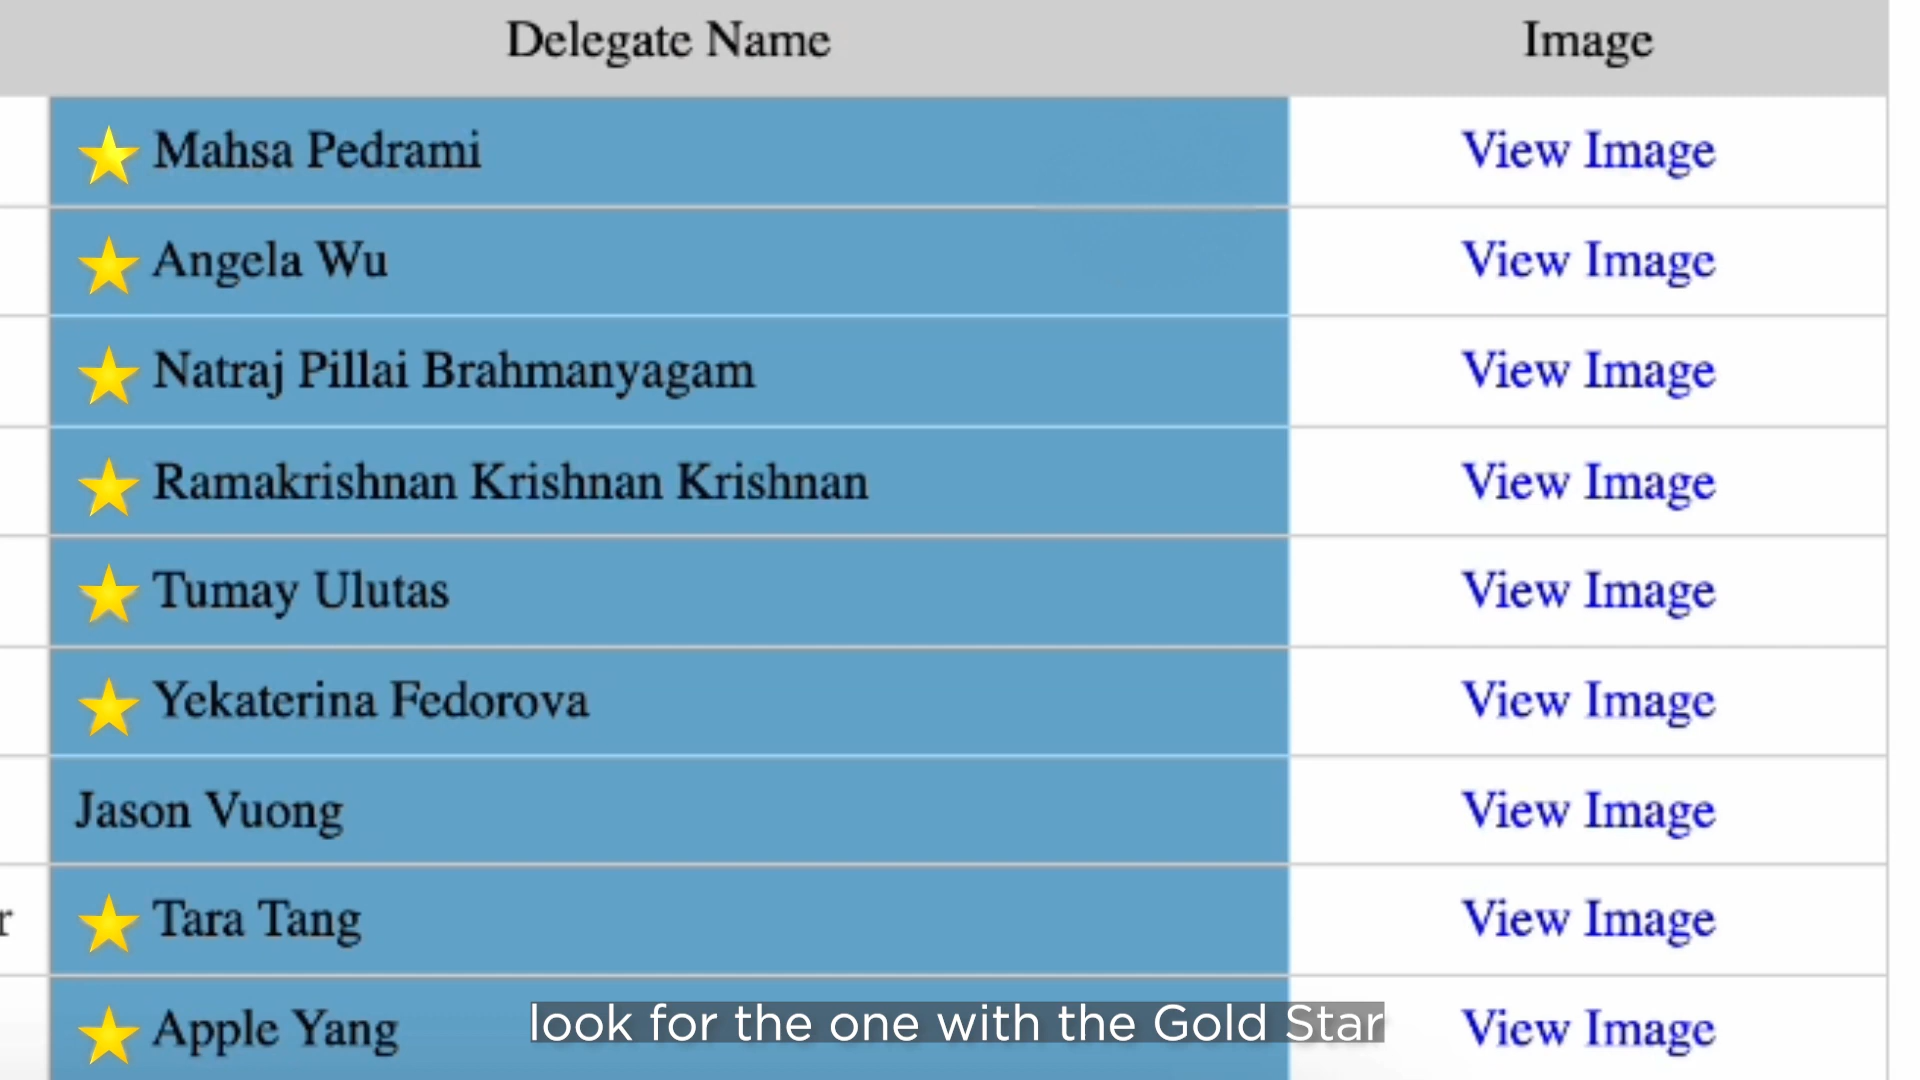 Delegate Name Image
Mahsa Pedrami View Image
Angela Wu View Image
Natraj Pillai Brahmanyagam View Image
Ramakrishnan Krishnan Krishnan View Image
Tumay Ulutas View Image
Yekaterina Fedorova View Image
Jason Vuong View Image
r Tara Tang View Image
Apple Yang View Image
look for the one with the Gold Star